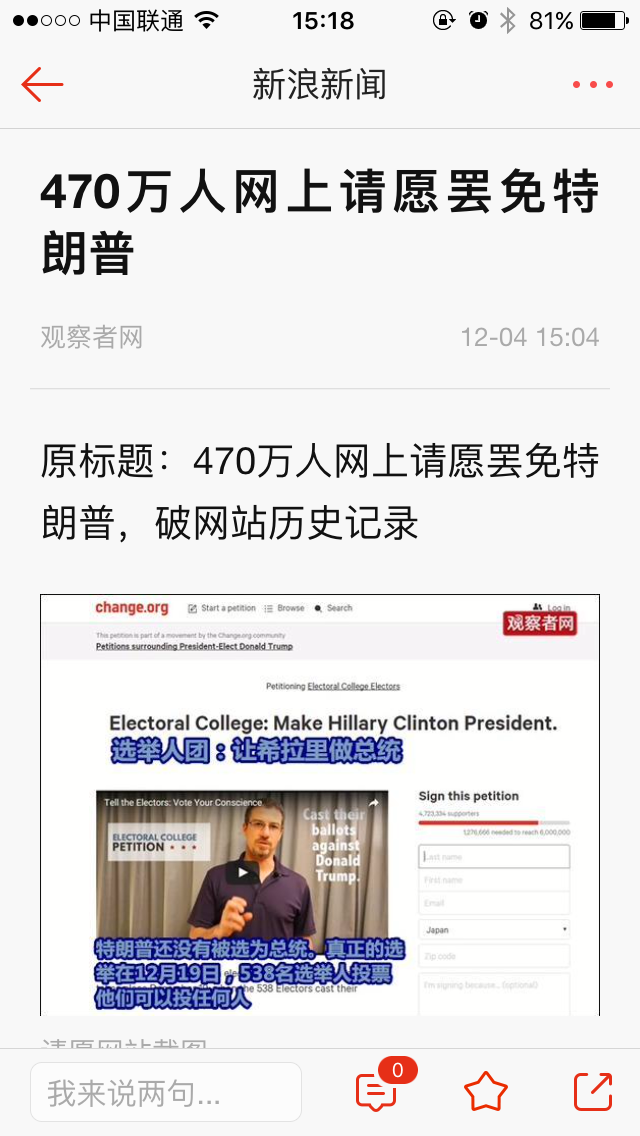 中国联通 15:18 81%
新浪新闻
470万人网上请愿罢免特
朗普
观察者网 12-04 15:04
原标题：470万人网上请愿罢免特
朗普，破网站历史记录
change.org Start a petition Browse Search Log in
观察者网
This petition is part of a movement by the Change.org community
Petitions surrounding President-Elect Donald Trump
Petitioning Electoral College Electors
Electoral College: Make Hillary Clinton President.
选举人团：让希拉里做总统
Tell the Electors: Vote Your Conscience.
ELECTORAL COLLEGE
PETITION
Cast their
ballots
against
Donald
Trump.
Sign this petition
4,723,334 supporters
1,276,666 needed to reach 6,000,000
Last name
First name
Email
Japan
Zip code
I'm signing because... (optional)
特朗普还没有被选为总统。真正的选
举在12月19日，538名选举人投票
他们可以投任何人
the 538 Electors cast their
请愿网站截图
我来说两句...
0